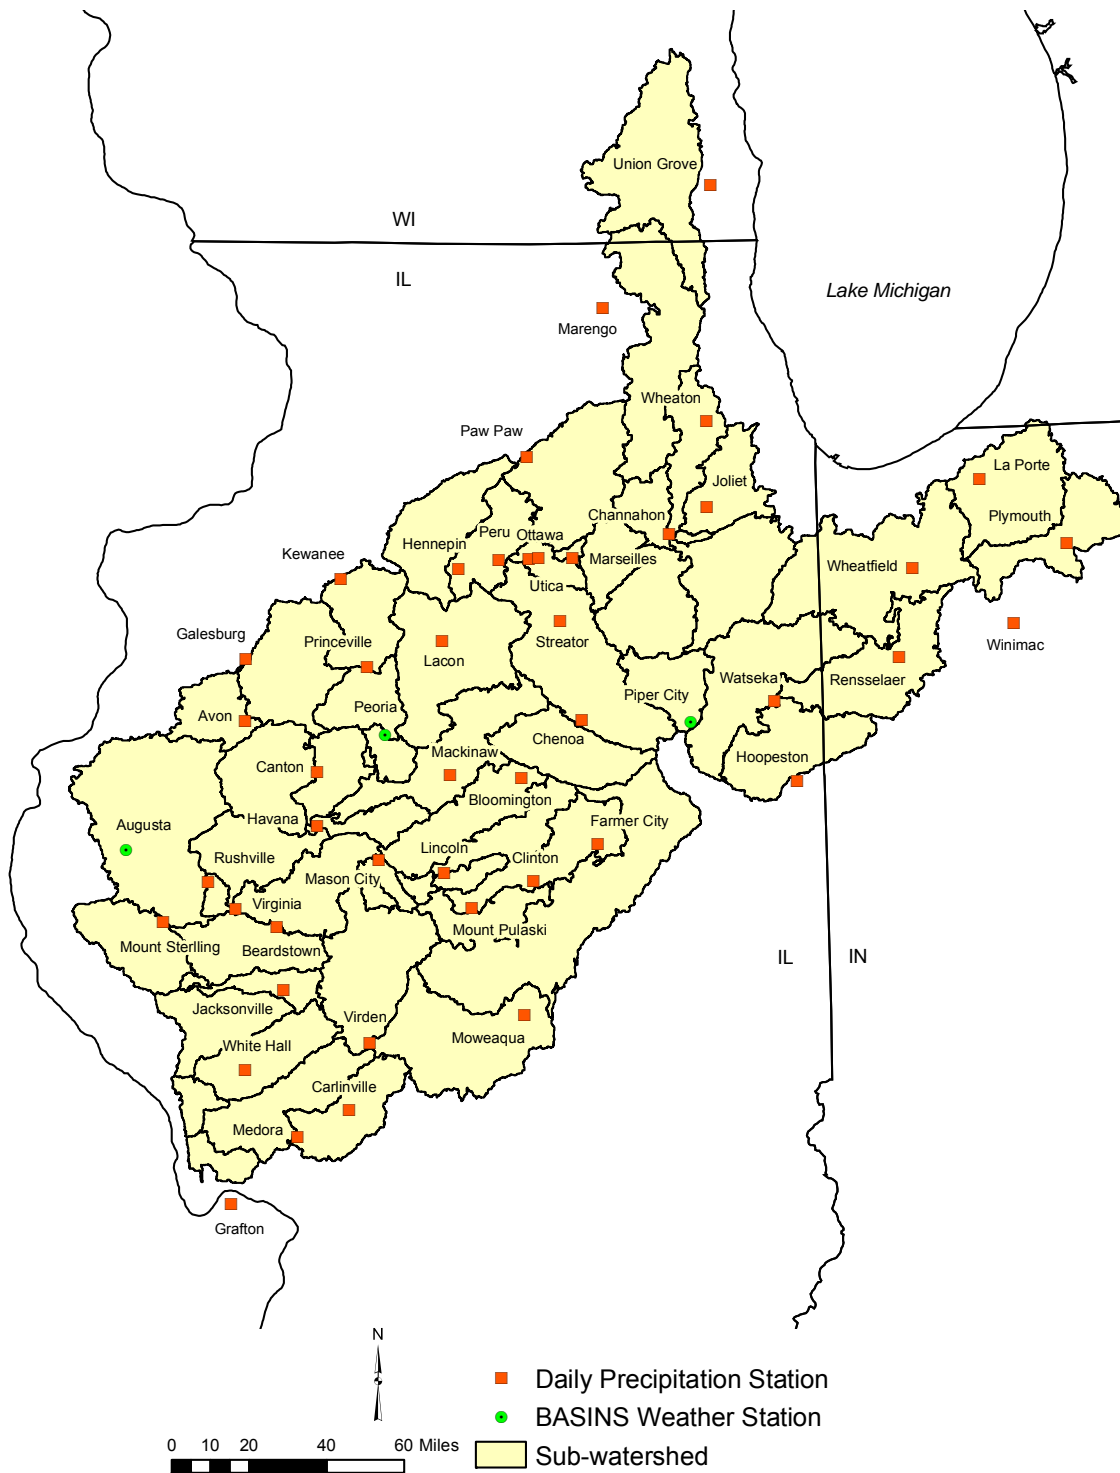 Union Grove
WI
IL
Lake Michigan
Marengo
Wheaton
Paw Paw
La Porte
Joliet
Channahon
Plymouth
Peru
Ottawa
Hennepin
Kewanee
Marseilles
Wheatfield
Utica
Galesburg
Princeville
Streator
Winimac
Lacon
Watseka
Rensselaer
Piper City
Peoria
Avon
Chenoa
Mackinaw
Hoopeston
Canton
Bloomington
Havana
Farmer City
Augusta
Rushville
Lincoln
Clinton
Mason City
Virginia
Mount Pulaski
Mount Sterlling
Beardstown
IL
IN
Jacksonville
Virden
White Hall
Moweaqua
Carlinville
Medora
Grafton
N
Daily Precipitation Station
BASINS Weather Station
0 10 20 40 60 Miles
Sub-watershed